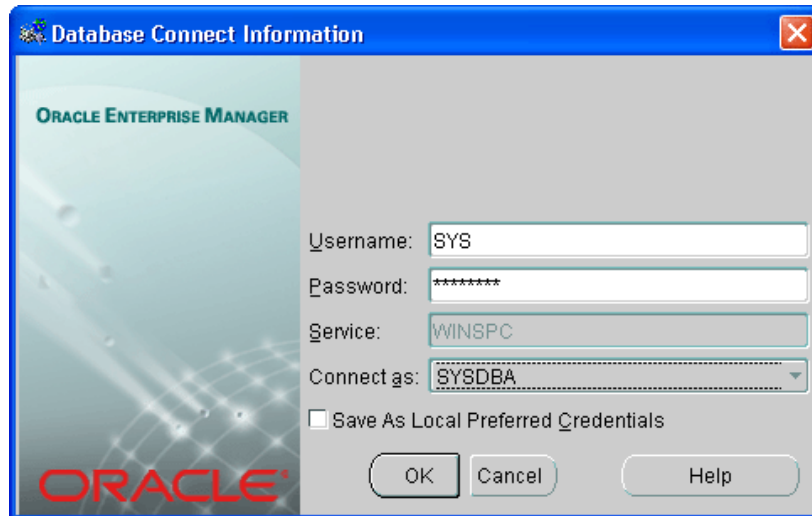 Database Connect Information
ORACLE ENTERPRISE MANAGER
Username: SYS
Password: ********
Service: WINSPC
Connect as: SYSDBA
Save As Local Preferred Credentials
OK Cancel Help
ORACLE®